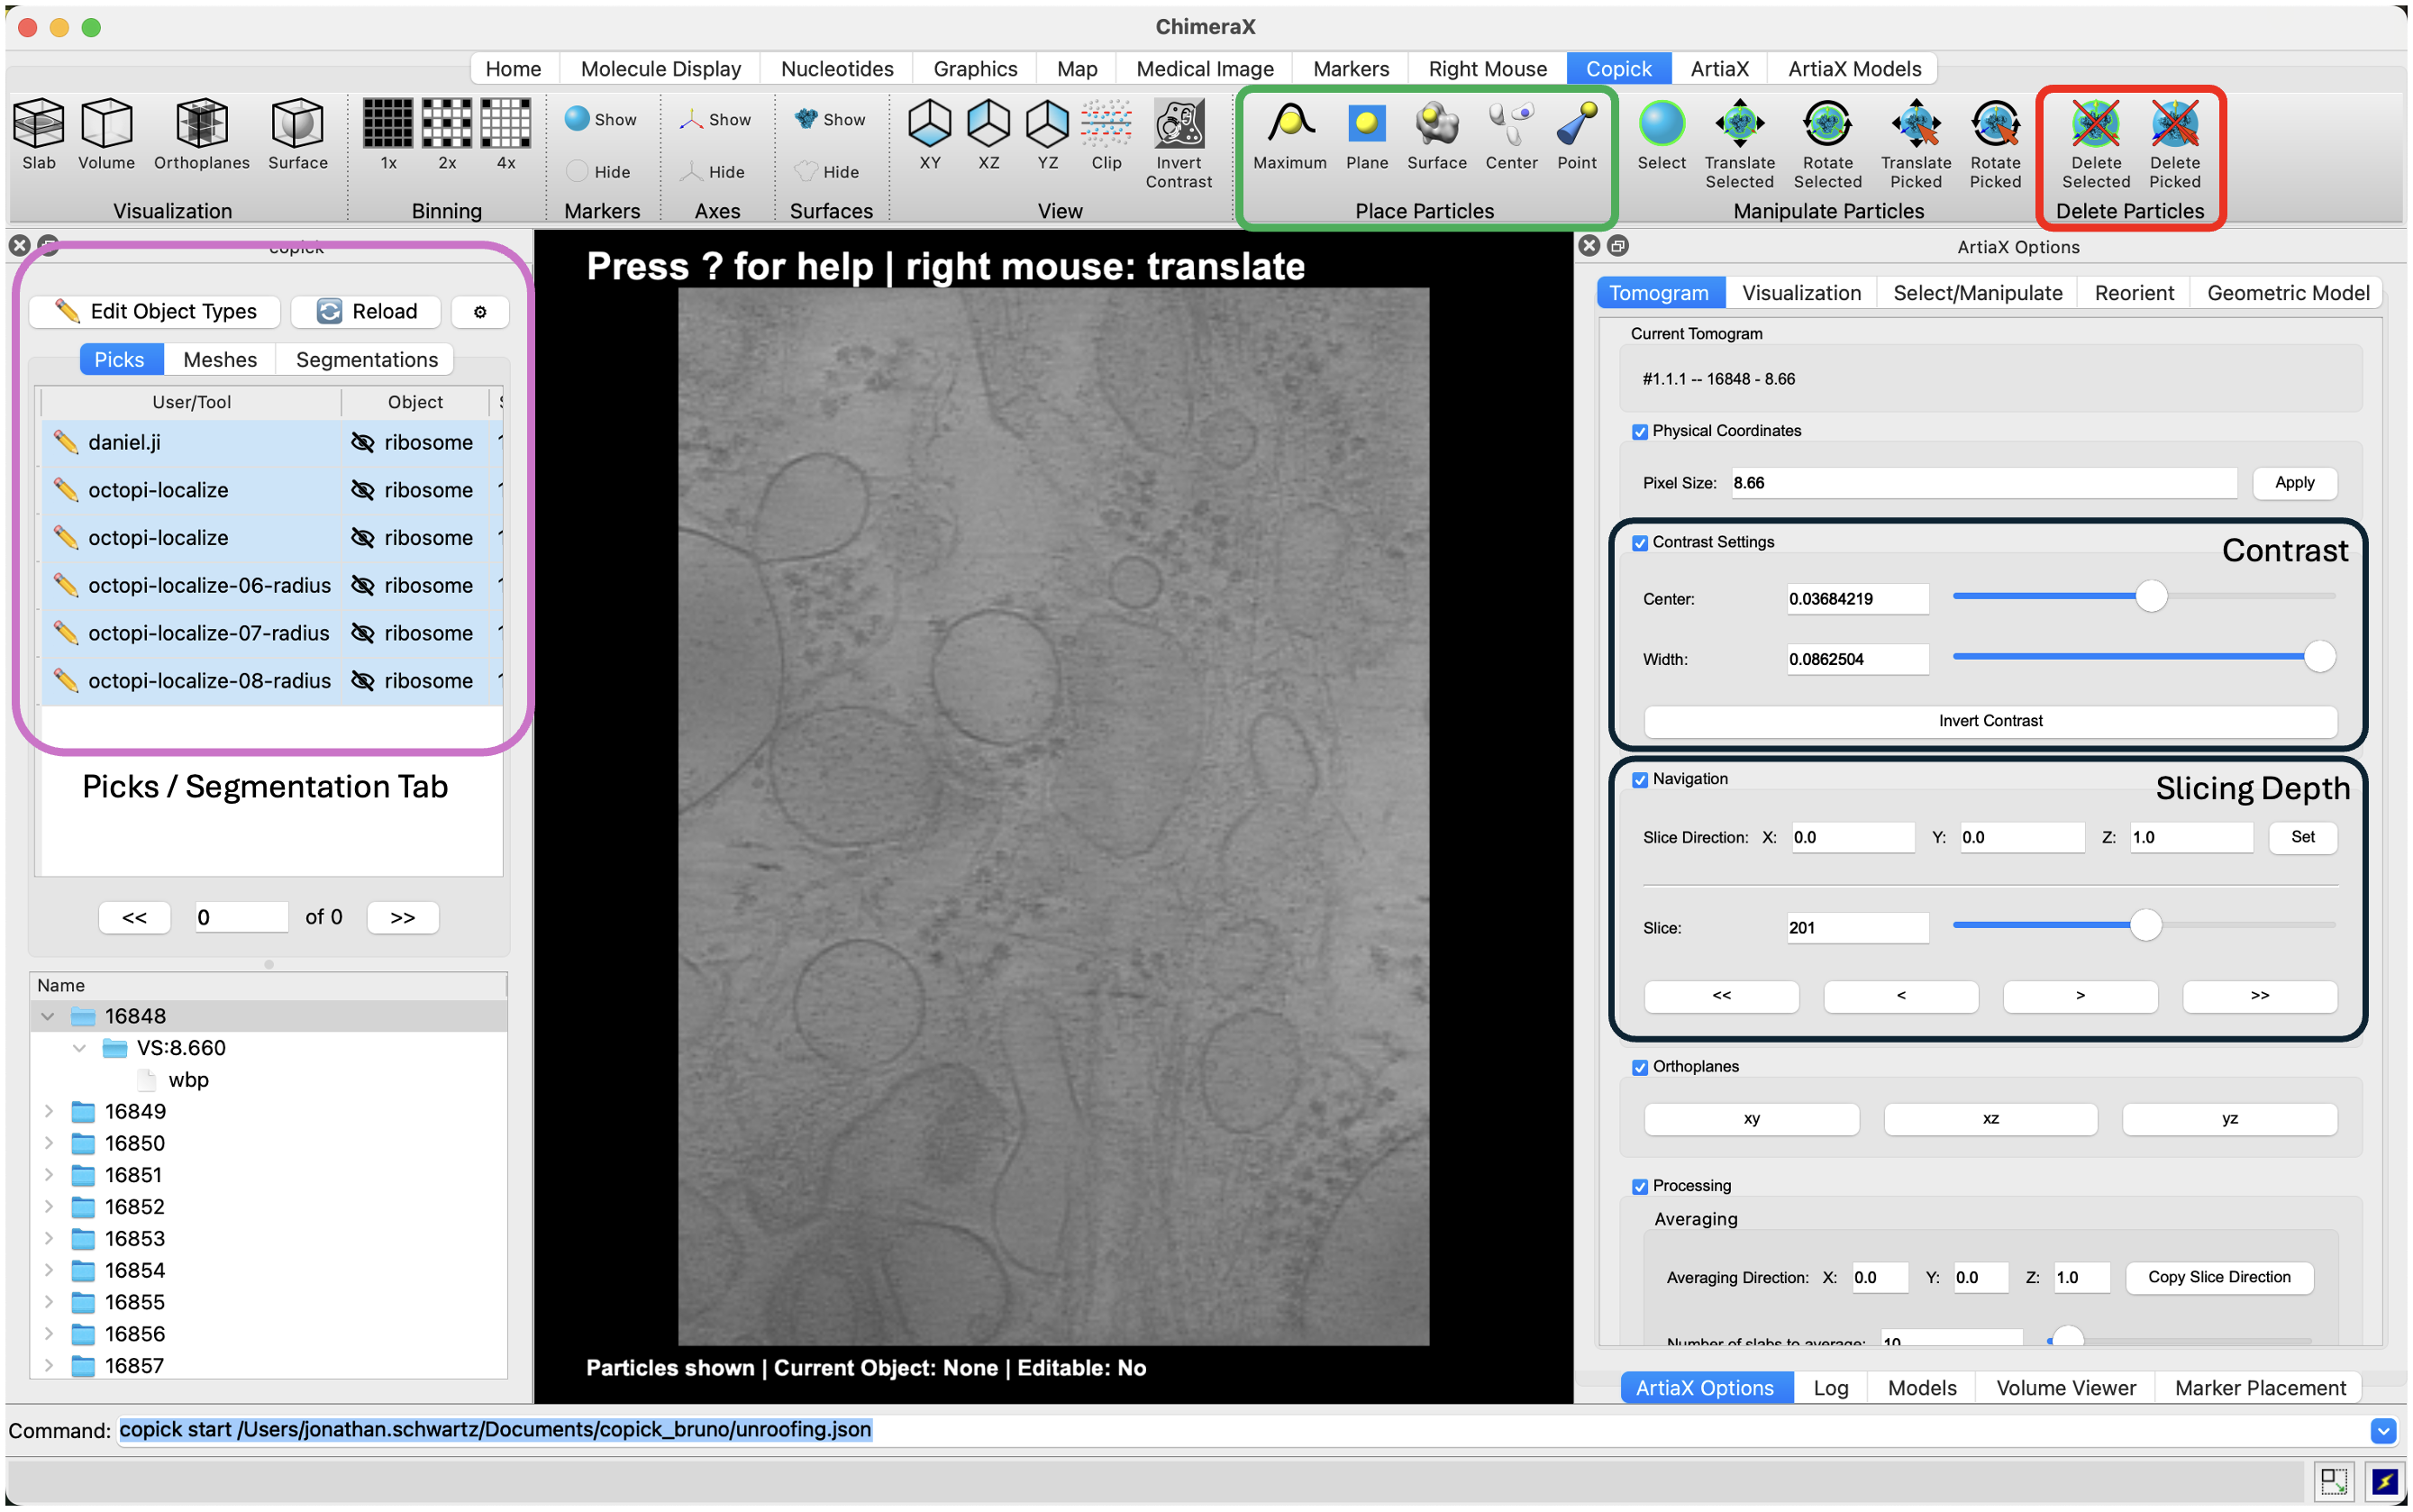 ChimeraX
Home Molecule Display Nucleotides Graphics Map Medical Image Markers Right Mouse Copick ArtiaX ArtiaX Models
Slab Volume Orthoplanes Surface
Visualization
1x 2x 4x
Binning
Show
Hide
Markers
Show
Hide
Axes
Show
Hide
Surfaces
XY XZ YZ Clip Invert Contrast
View
Maximum Plane Surface Center Point
Place Particles
Select Translate Selected Rotate Selected Translate Picked Rotate Picked
Manipulate Particles
Delete Selected Delete Picked
Delete Particles
copick
Edit Object Types Reload
Picks Meshes Segmentations
User/Tool Object
daniel.ji ribosome
octopi-localize ribosome
octopi-localize ribosome
octopi-localize-06-radius ribosome
octopi-localize-07-radius ribosome
octopi-localize-08-radius ribosome
Picks / Segmentation Tab
<< 0 of 0 >>
Name
16848
VS:8.660
wbp
16849
16850
16851
16852
16853
16854
16855
16856
16857
Press ? for help | right mouse: translate
Particles shown | Current Object: None | Editable: No
ArtiaX Options
Tomogram Visualization Select/Manipulate Reorient Geometric Model
Current Tomogram
#1.1.1 -- 16848 - 8.66
Physical Coordinates
Pixel Size: 8.66 Apply
Contrast Settings Contrast
Center: 0.03684219
Width: 0.0862504
Invert Contrast
Navigation Slicing Depth
Slice Direction: X: 0.0 Y: 0.0 Z: 1.0 Set
Slice: 201
<< < > >>
Orthoplanes
xy xz yz
Processing
Averaging
Averaging Direction: X: 0.0 Y: 0.0 Z: 1.0 Copy Slice Direction
Number of slabs to average: 10
ArtiaX Options Log Models Volume Viewer Marker Placement
Command: copick start /Users/jonathan.schwartz/Documents/copick_bruno/unroofing.json